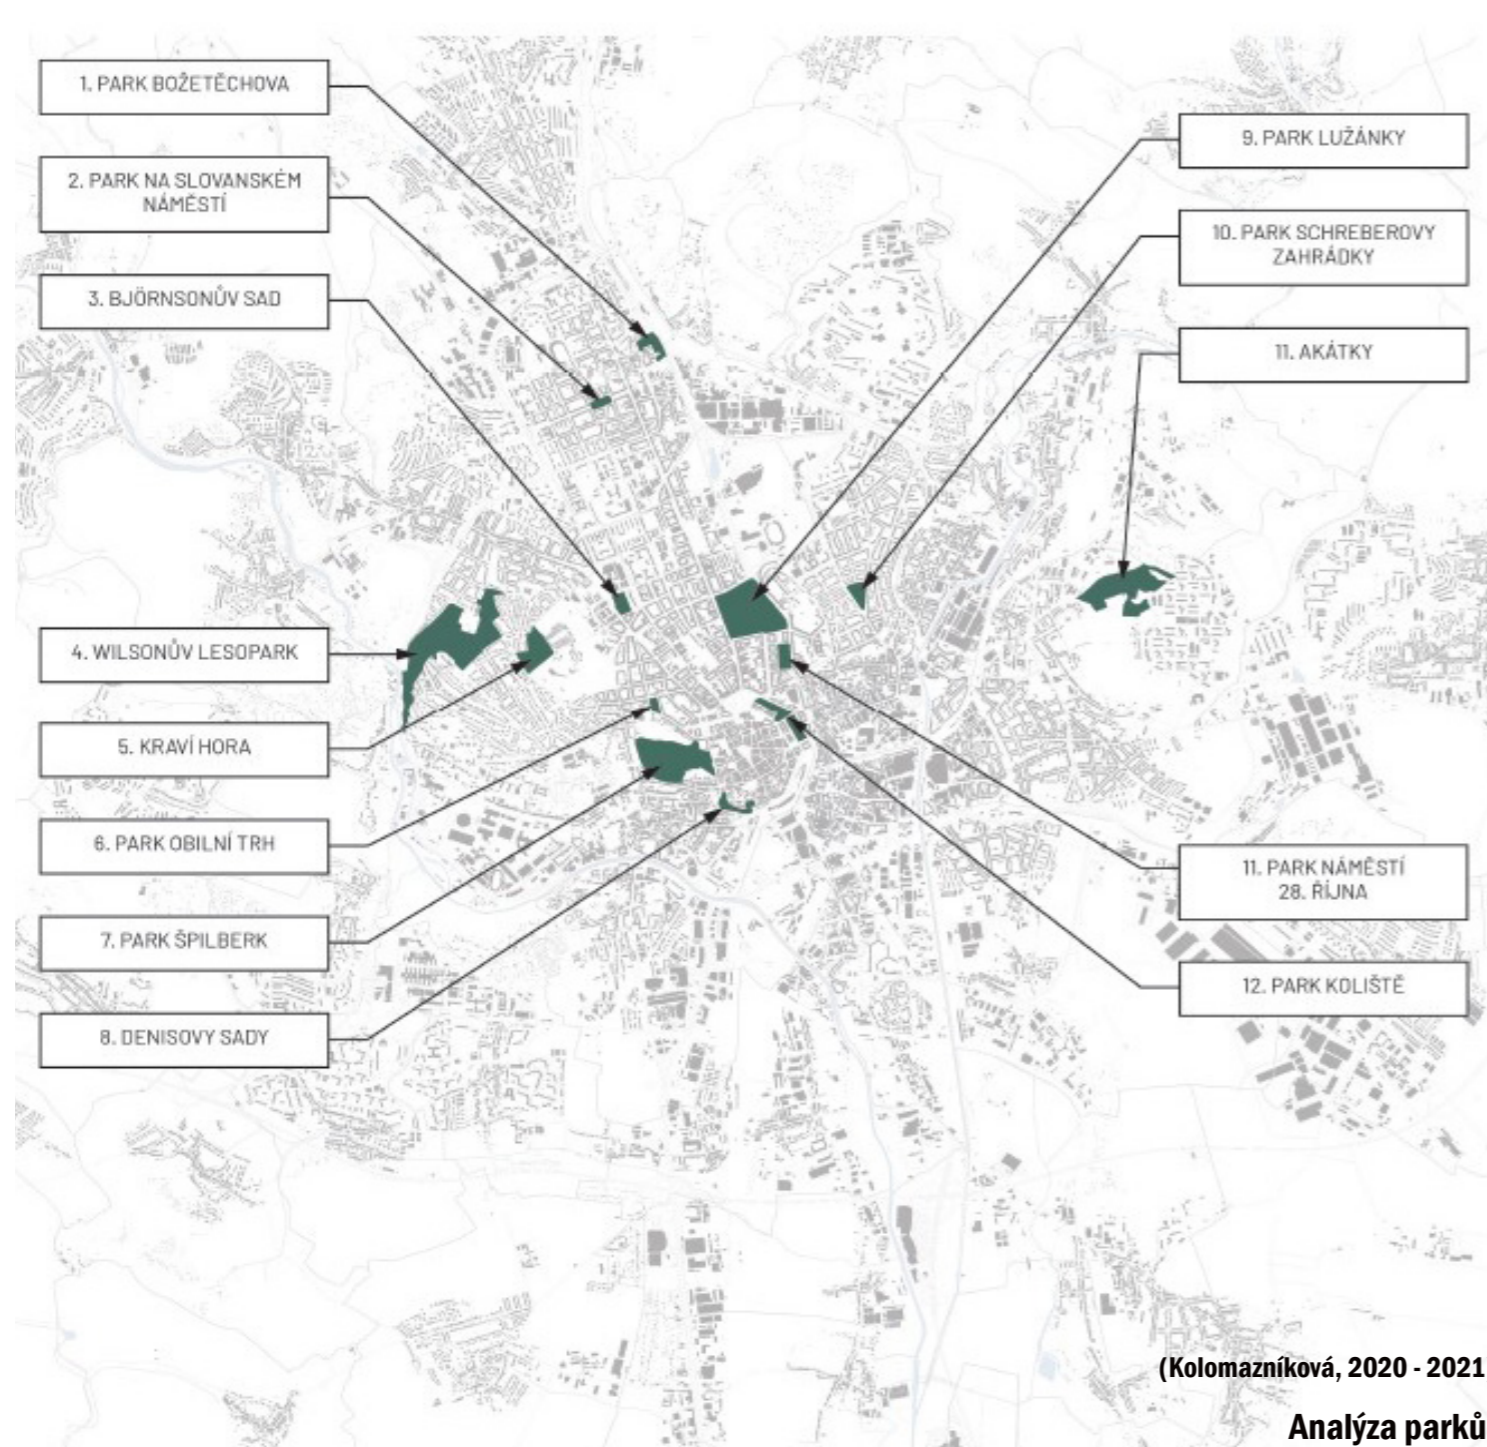 1. PARK BOŽETĚCHOVA
2. PARK NA SLOVANSKÉM
NÁMĚSTÍ
3. BJÖRNSONŮV SAD
4. WILSONŮV LESOPARK
5. KRAVÍ HORA
6. PARK OBILNÍ TRH
7. PARK ŠPILBERK
8. DENISOVY SADY
9. PARK LUŽÁNKY
10. PARK SCHREBEROVY
ZAHRÁDKY
11. AKÁTKY
11. PARK NÁMĚSTÍ
28. ŘÍJNA
12. PARK KOLIŠTĚ
(Kolomazníková, 2020 - 2021
Analýza parků